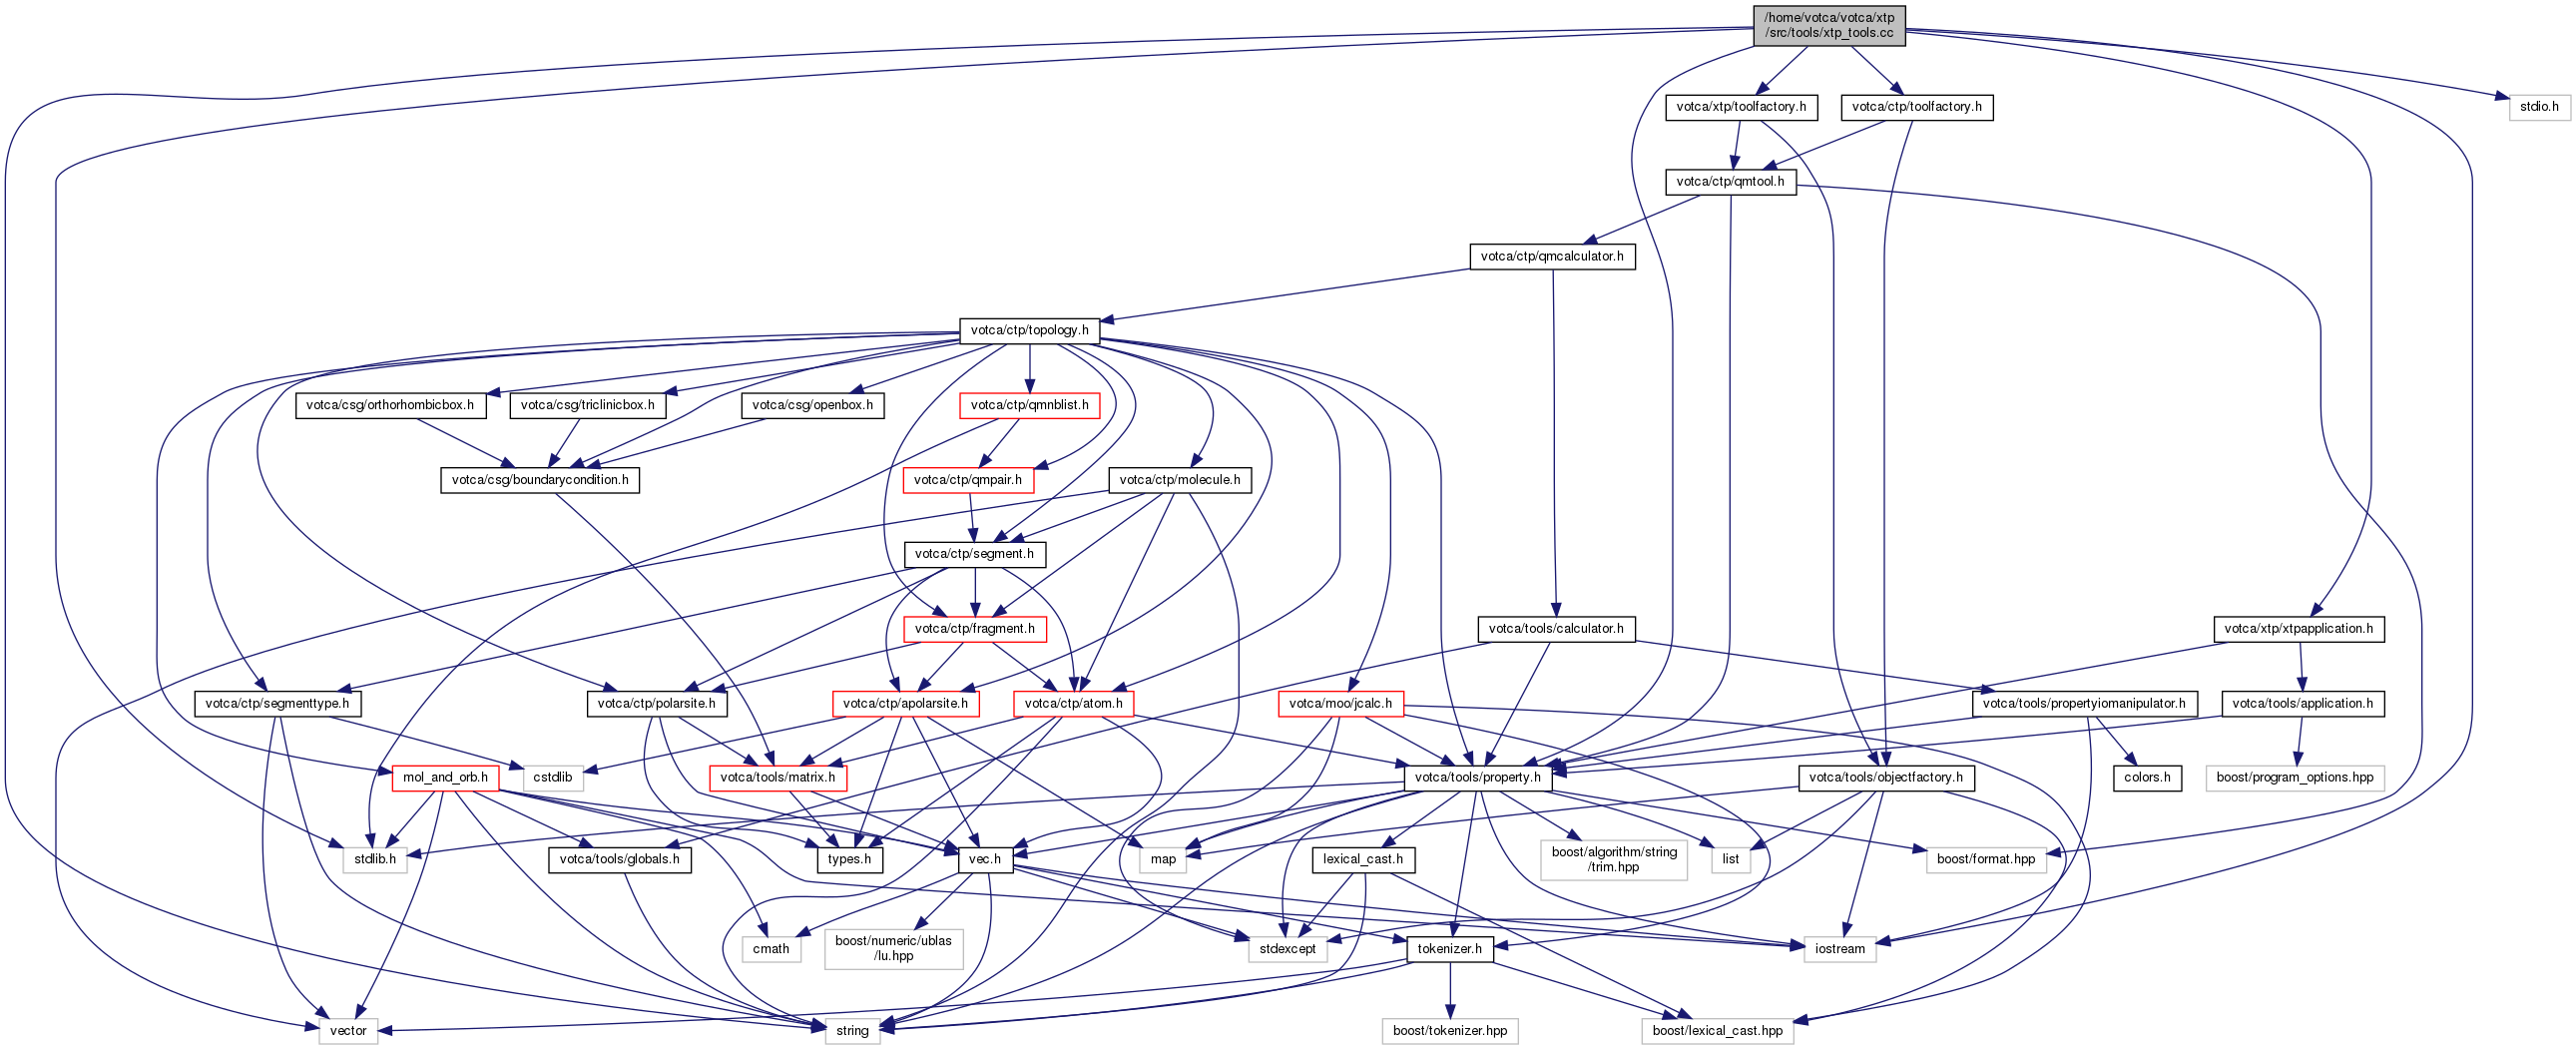 /home/votca/votca/xtp
/src/tools/xtp_tools.cc
votca/xtp/toolfactory.h
votca/ctp/toolfactory.h
stdio.h
votca/ctp/qmtool.h
votca/ctp/qmcalculator.h
votca/ctp/topology.h
votca/csg/orthorhombicbox.h
votca/csg/triclinicbox.h
votca/csg/openbox.h
votca/ctp/qmnblist.h
votca/csg/boundarycondition.h
votca/ctp/qmpair.h
votca/ctp/molecule.h
votca/ctp/segment.h
votca/ctp/fragment.h
votca/tools/calculator.h
votca/xtp/xtpapplication.h
votca/ctp/segmenttype.h
votca/ctp/polarsite.h
votca/ctp/apolarsite.h
votca/ctp/atom.h
votca/moo/jcalc.h
votca/tools/propertyiomanipulator.h
votca/tools/application.h
mol_and_orb.h
cstdlib
votca/tools/matrix.h
votca/tools/property.h
votca/tools/objectfactory.h
colors.h
boost/program_options.hpp
stdlib.h
votca/tools/globals.h
types.h
vec.h
map
lexical_cast.h
boost/algorithm/string
/trim.hpp
list
boost/format.hpp
cmath
boost/numeric/ublas
/lu.hpp
stdexcept
tokenizer.h
iostream
vector
string
boost/tokenizer.hpp
boost/lexical_cast.hpp